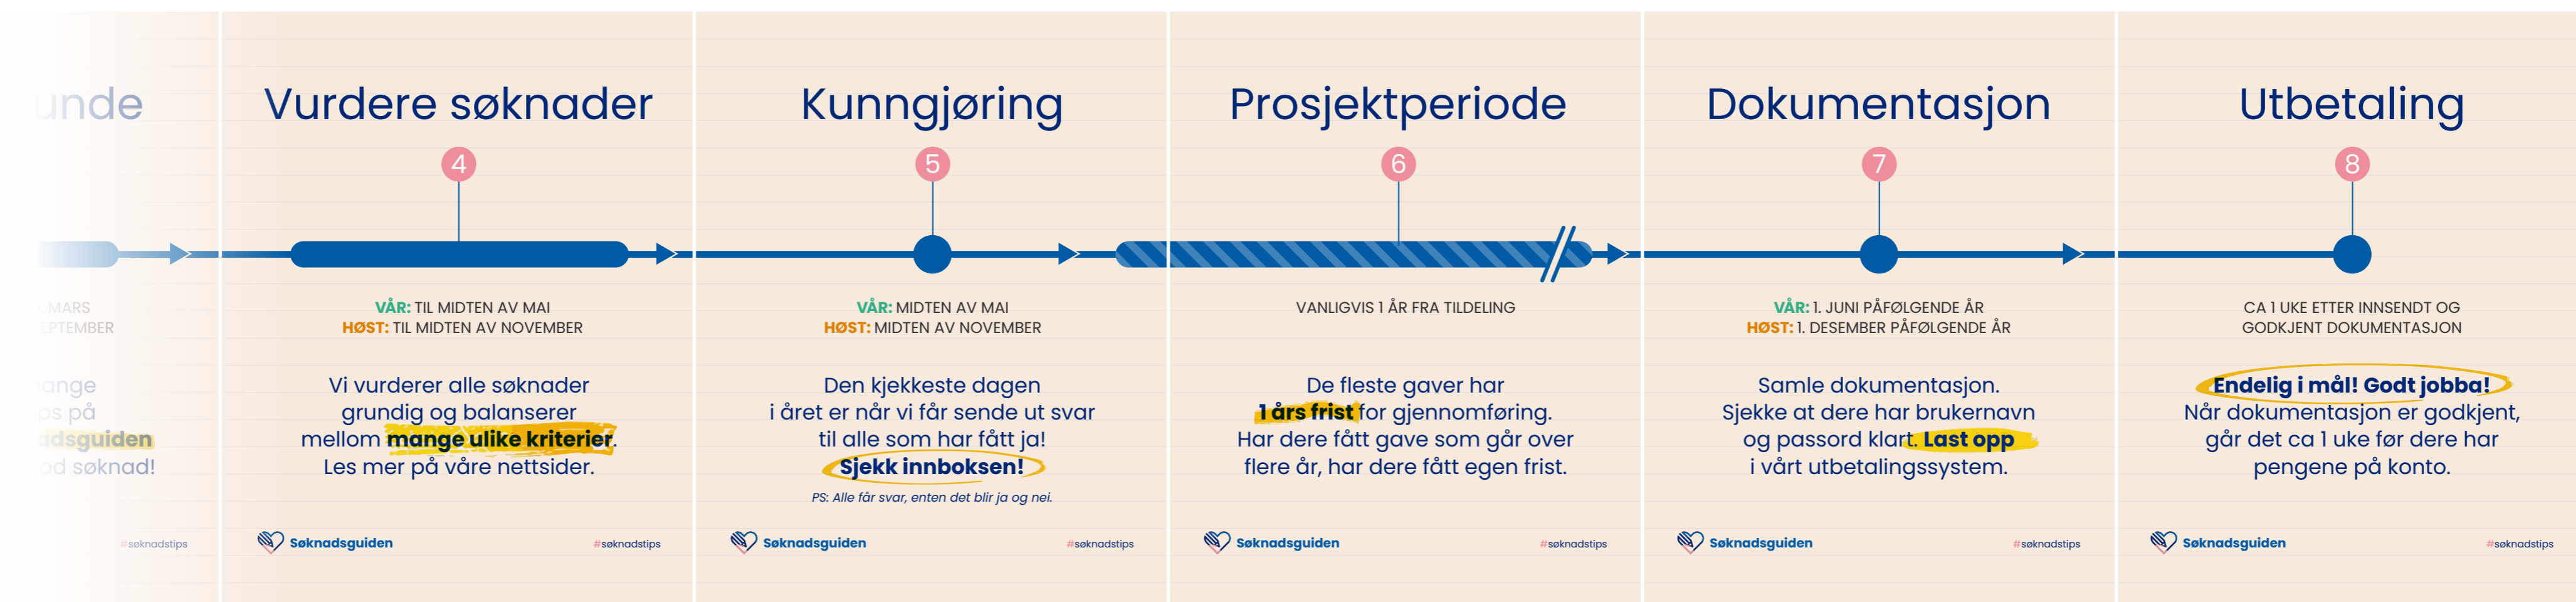 unde
MARS
SEPTEMBER
ange
os på
adsguiden
od søknad!
#søknadstips
Vurdere søknader
4
VÅR: TIL MIDTEN AV MAI
HØST: TIL MIDTEN AV NOVEMBER
Vi vurderer alle søknader
grundig og balanserer
mellom mange ulike kriterier.
Les mer på våre nettsider.
Søknadsguiden
#søknadstips
Kunngjøring
5
VÅR: MIDTEN AV MAI
HØST: MIDTEN AV NOVEMBER
Den kjekkeste dagen
i året er når vi får sende ut svar
til alle som har fått ja!
Sjekk innboksen!
PS: Alle får svar, enten det blir ja og nei.
Søknadsguiden
#søknadstips
Prosjektperiode
6
VANLIGVIS 1 ÅR FRA TILDELING
De fleste gaver har
1 års frist for gjennomføring.
Har dere fått gave som går over
flere år, har dere fått egen frist.
Søknadsguiden
#søknadstips
Dokumentasjon
7
VÅR: 1. JUNI PÅFØLGENDE ÅR
HØST: 1. DESEMBER PÅFØLGENDE ÅR
Samle dokumentasjon.
Sjekke at dere har brukernavn
og passord klart. Last opp
i vårt utbetalingssystem.
Søknadsguiden
#søknadstips
Utbetaling
8
CA 1 UKE ETTER INNSENDT OG
GODKJENT DOKUMENTASJON
Endelig i mål! Godt jobba!
Når dokumentasjon er godkjent,
går det ca 1 uke før dere har
pengene på konto.
Søknadsguiden
#søknadstips